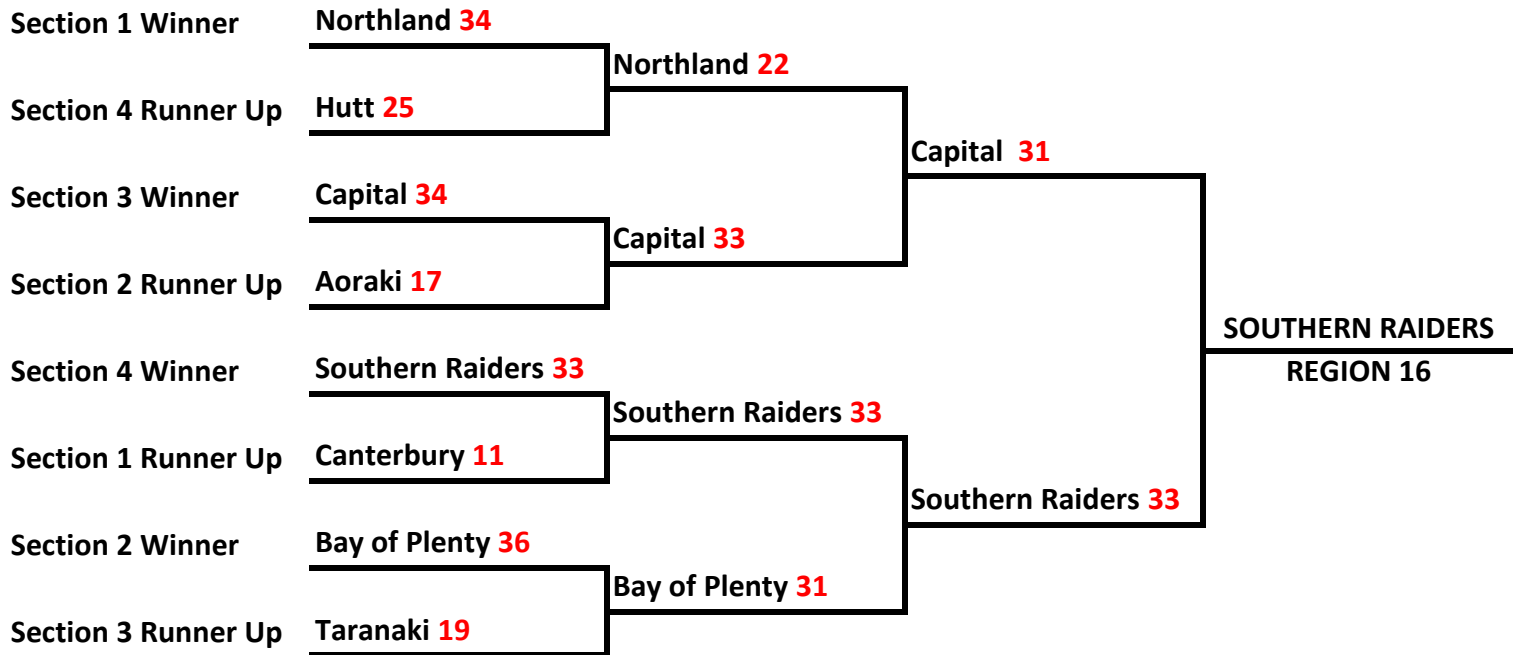 Section 1 Winner
Northland 34
Northland 22
Section 4 Runner Up
Hutt 25
Capital 31
Section 3 Winner
Capital 34
Capital 33
Section 2 Runner Up
Aoraki 17
SOUTHERN RAIDERS
REGION 16
Section 4 Winner
Southern Raiders 33
Southern Raiders 33
Section 1 Runner Up
Canterbury 11
Southern Raiders 33
Section 2 Winner
Bay of Plenty 36
Bay of Plenty 31
Section 3 Runner Up
Taranaki 19